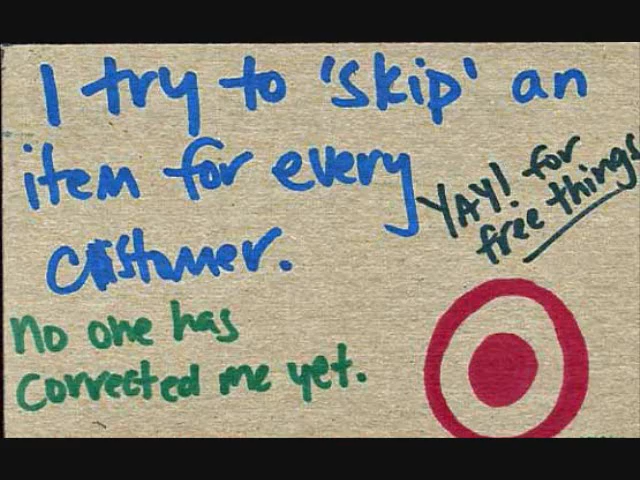 I try to 'skip' an
item for every
customer.
YAY! for
free things
No one has
corrected me yet.